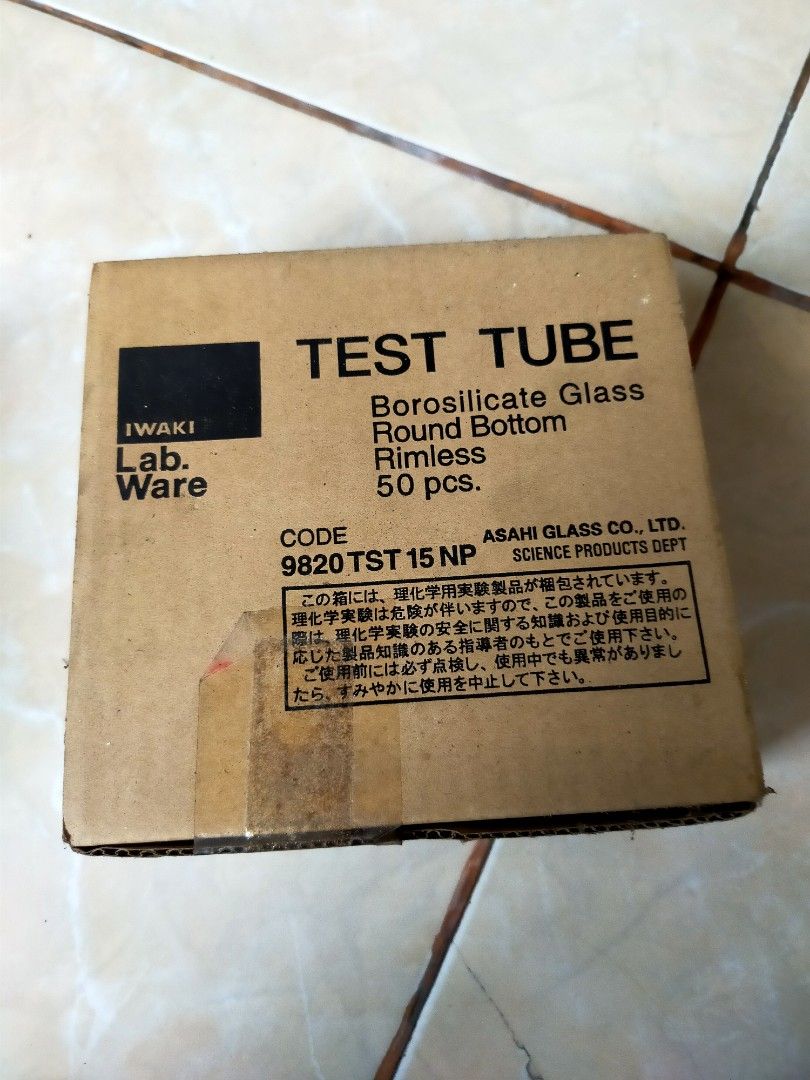 IWAKI
Lab.
Ware
TEST TUBE
Borosilicate Glass
Round Bottom
Rimless
50 pcs.
CODE
9820 TST 15 NP
ASAHI GLASS CO., LTD.
SCIENCE PRODUCTS DEPT
この箱には、理化学用実験製品が梱包されています。
理化学実験は危険が伴いますので、この製品をご使用の
際は、理化学実験の安全に関する知識および使用目的に
応じた製品知識のある指導者のもとでご使用下さい。
ご使用前には必ず点検し、使用中でも異常がありまし
たら、すみやかに使用を中止して下さい。